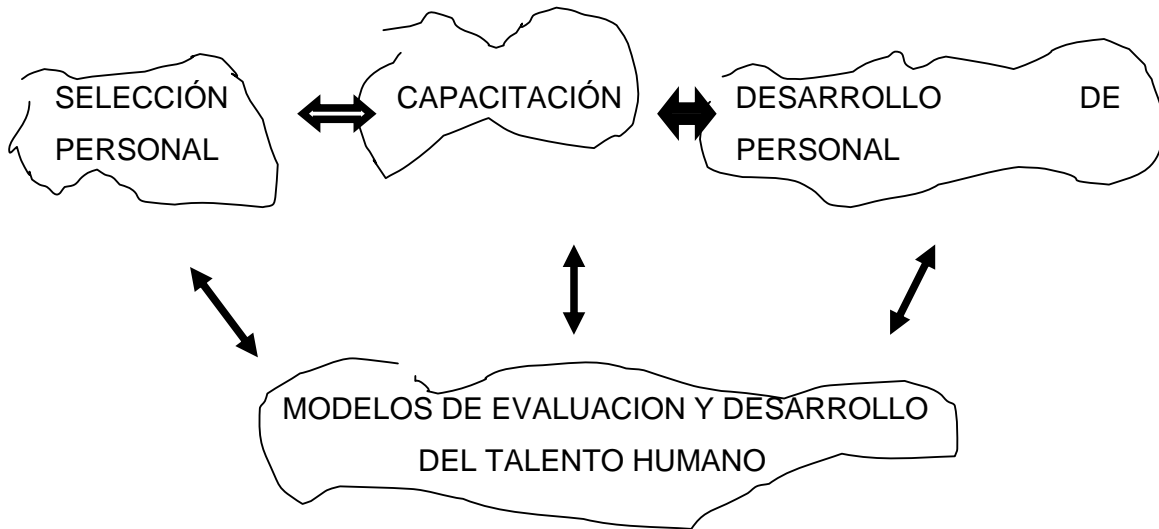 SELECCIÓN
PERSONAL
CAPACITACIÓN
DESARROLLO DE
PERSONAL
MODELOS DE EVALUACION Y DESARROLLO
DEL TALENTO HUMANO